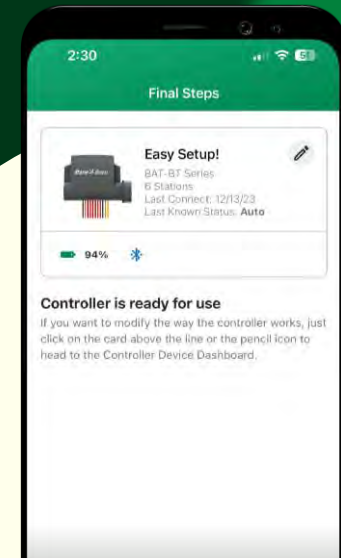 2:30
Final Steps
Easy Setup!
BAT-BT Series
6 Stations
Last Connect: 12/13/23
Last Known Status: Auto
Rain Bird
94%
Controller is ready for use
If you want to modify the way the controller works, just
click on the card above the line or the pencil icon to
head to the Controller Device Dashboard.